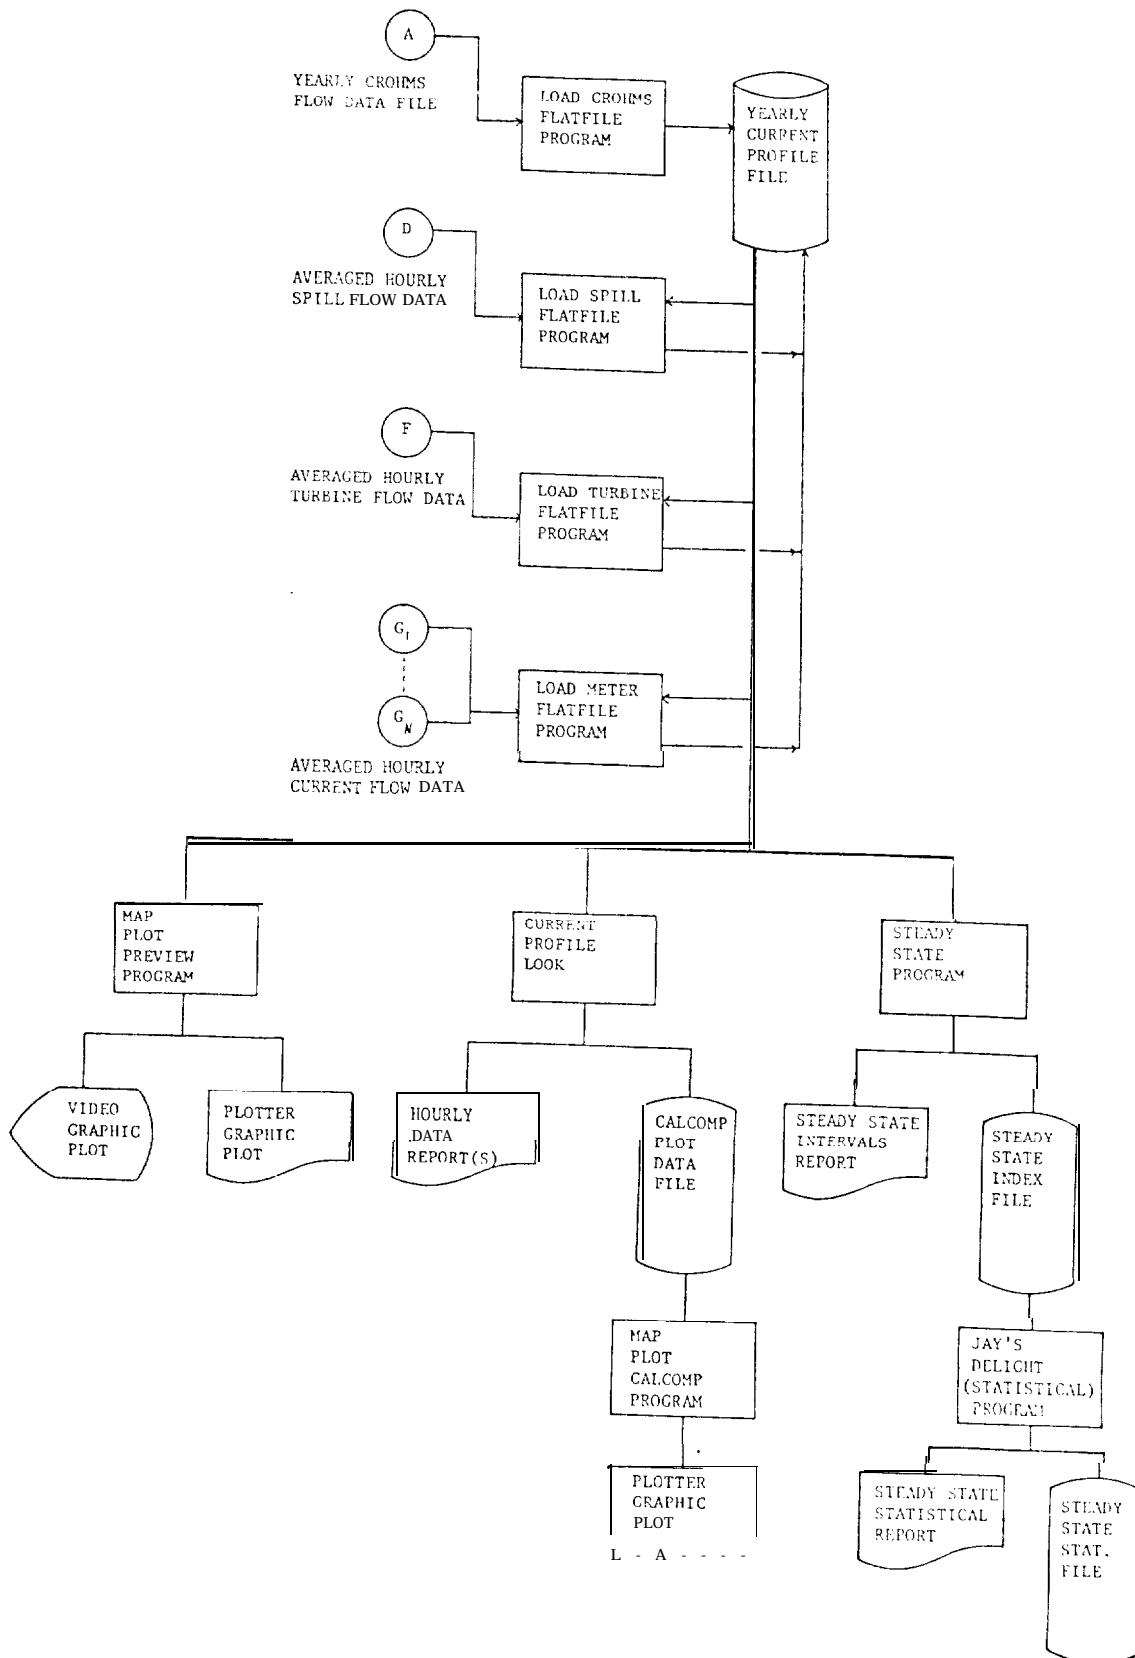 A
YEARLY CROHMS
FLOW DATA FILE
LOAD CROHMS
FLATFILE
PROGRAM
YEARLY
CURRENT
PROFILE
FILE
D
AVERAGED HOURLY
SPILL FLOW DATA
LOAD SPILL
FLATFILE
PROGRAM
F
AVERAGED HOURLY
TURBINE FLOW DATA
LOAD TURBINE
FLATFILE
PROGRAM
G1
GN
AVERAGED HOURLY
CURRENT FLOW DATA
LOAD METER
FLATFILE
PROGRAM
MAP
PLOT
PREVIEW
PROGRAM
CURRENT
PROFILE
LOOK
STEADY
STATE
PROGRAM
VIDEO
GRAPHIC
PLOT
PLOTTER
GRAPHIC
PLOT
HOURLY
.DATA
REPORT(S)
CALCOMP
PLOT
DATA
FILE
STEADY STATE
INTERVALS
REPORT
STEADY
STATE
INDEX
FILE
MAP
PLOT
CALCOMP
PROGRAM
JAY'S
DELIGHT
(STATISTICAL)
PROGRAM
PLOTTER
GRAPHIC
PLOT
L - A - - - -
STEADY STATE
STATISTICAL
REPORT
STEADY
STATE
STAT.
FILE